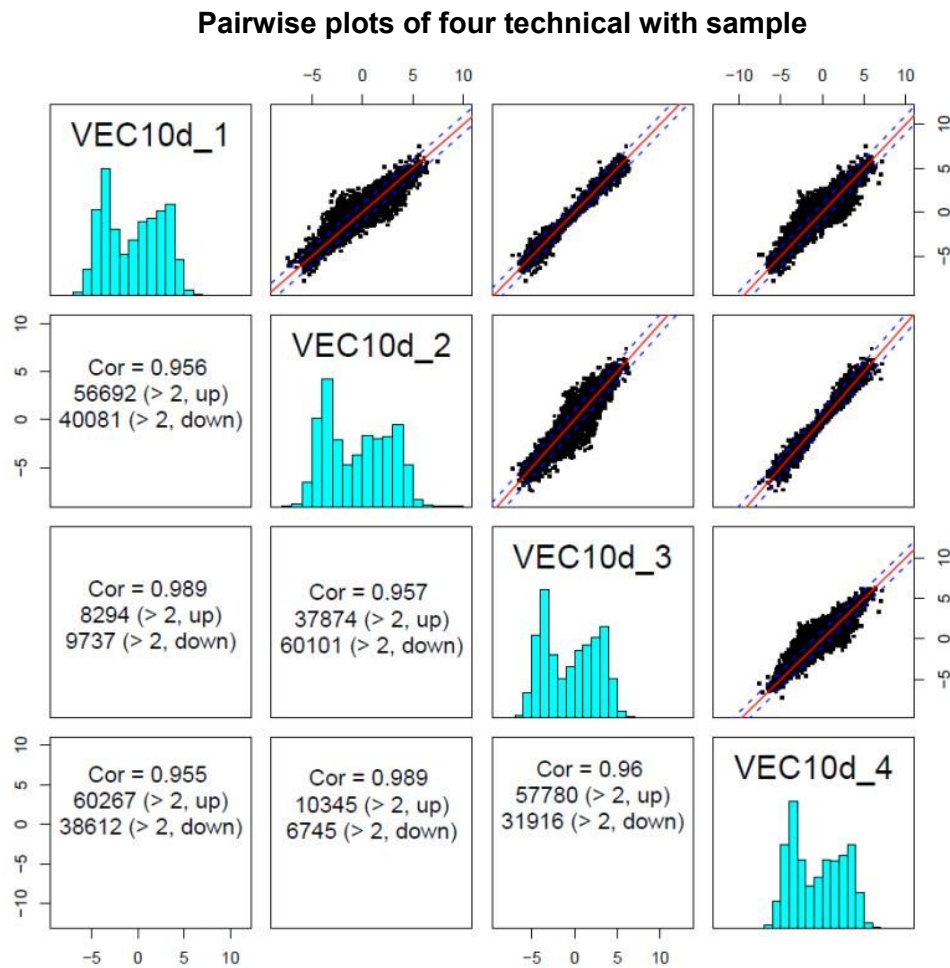 Pairwise plots of four technical with sample
−5 0 5 10
−10 −5 0 5 10
VEC10d_1
−5 0 5 10
−5 0 5 10
VEC10d_2
Cor = 0.956
56692 (> 2, up)
40081 (> 2, down)
VEC10d_3
Cor = 0.989
8294 (> 2, up)
9737 (> 2, down)
Cor = 0.957
37874 (> 2, up)
60101 (> 2, down)
−5 0 5 10
−10 −5 0 5 10
VEC10d_4
Cor = 0.955
60267 (> 2, up)
38612 (> 2, down)
Cor = 0.989
10345 (> 2, up)
6745 (> 2, down)
Cor = 0.96
57780 (> 2, up)
31916 (> 2, down)
−5 0 5 10
−5 0 5 10